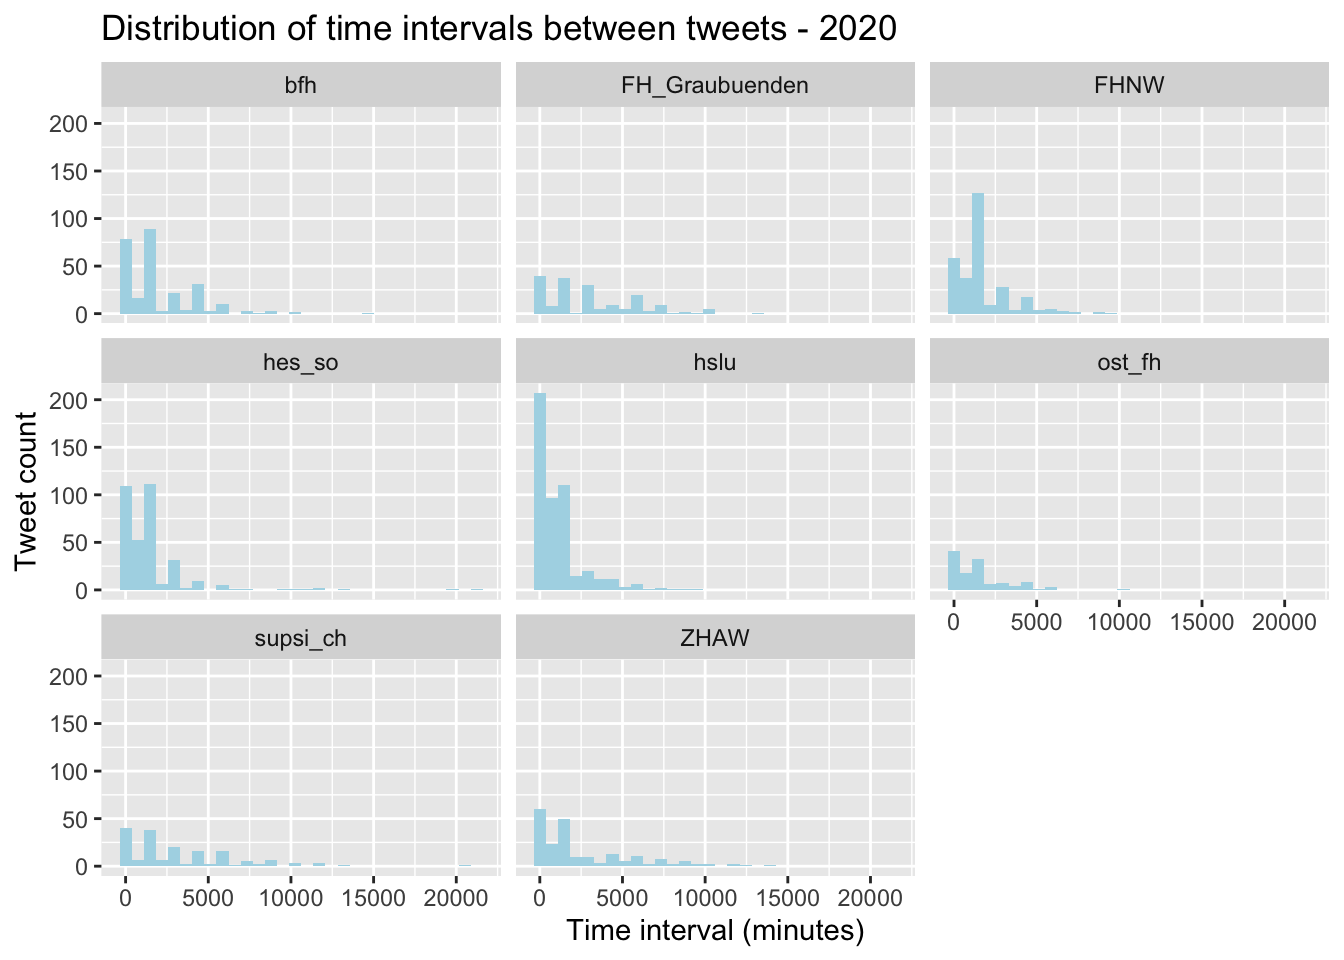 Distribution of time intervals between tweets - 2020
bfh
FH_Graubuenden
FHNW
200
150
100
50
0
hes_so
hslu
ost_fh
200
150
100
50
0
0 5000 10000 15000 20000
Tweet count
supsi_ch
ZHAW
200
150
100
50
0
0 5000 10000 15000 20000
0 5000 10000 15000 20000
Time interval (minutes)